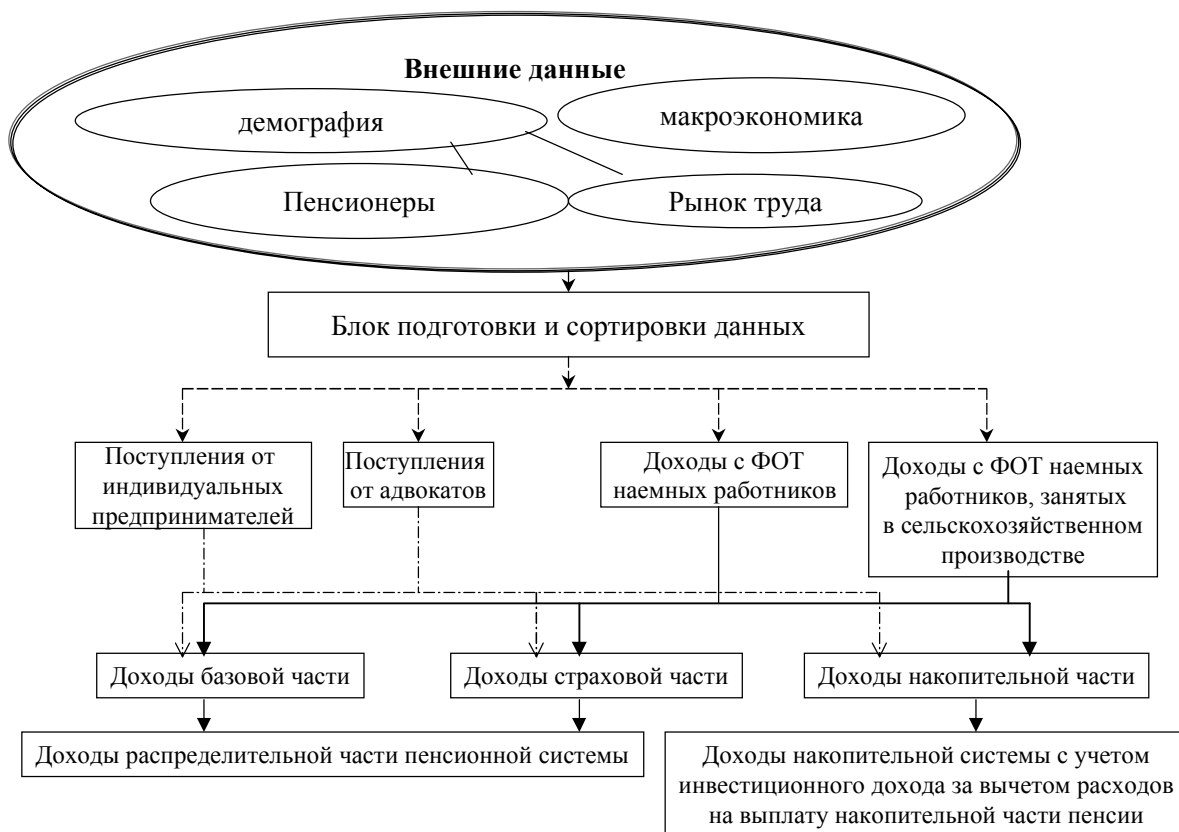 Внешние данные
демография
макроэкономика
Пенсионеры
Рынок труда
Блок подготовки и сортировки данных
Поступления от
индивидуальных
предпринимателей
Поступления
от адвокатов
Доходы с ФОТ
наемных работников
Доходы с ФОТ наемных
работников, занятых
в сельскохозяйственном
производстве
Доходы базовой части
Доходы страховой части
Доходы накопительной части
Доходы распределительной части пенсионной системы
Доходы накопительной системы с учетом
инвестиционного дохода за вычетом расходов
на выплату накопительной части пенсии